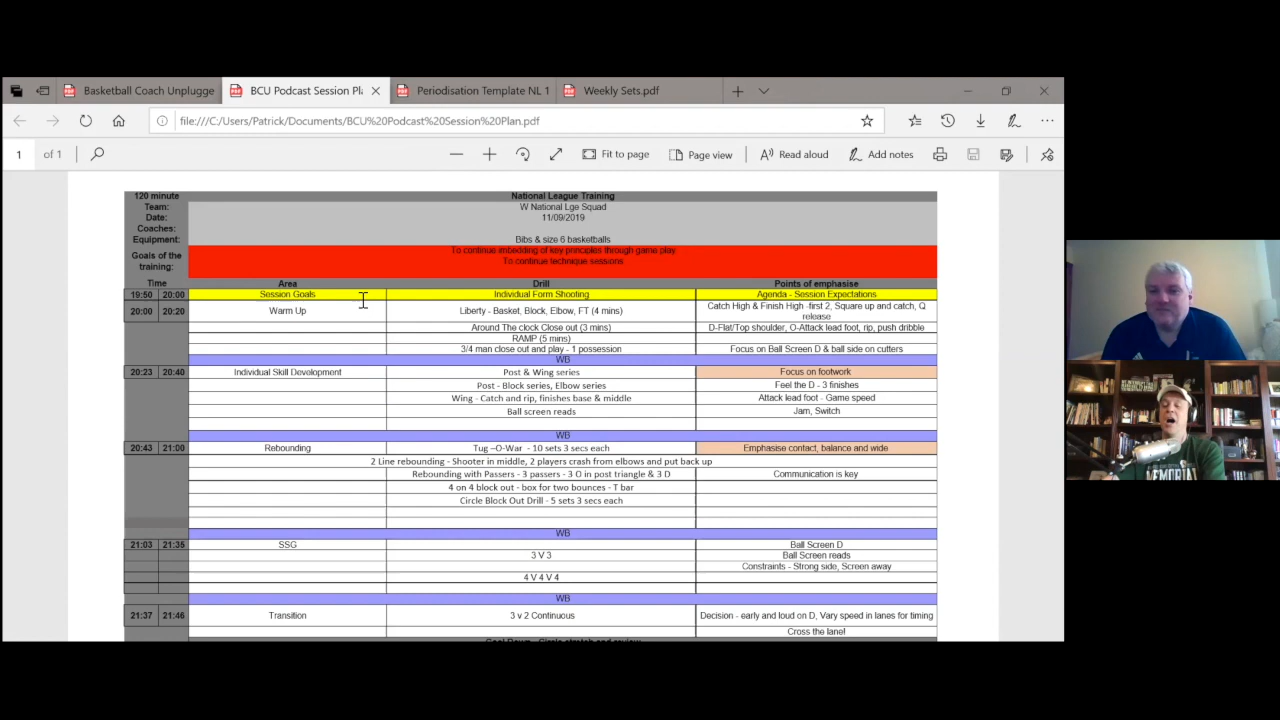 Basketball Coach Unplugge
BCU Podcast Session Pl
Periodisation Template NL 1
Weekly Sets.pdf
file:///C:/Users/Patrick/Documents/BCU%20Podcast%20Session%20Plan.pdf
1 of 1
Fit to page
Page view
Read aloud
Add notes
120 minute National League Training
Team: W National Lge Squad
Date: 11/09/2019
Coaches:
Equipment: Bibs & size 6 basketballs
Goals of the training: To continue imbedding of key principles through game play
To continue technique sessions
Time Area Drill Points of emphasise
19:50 20:00 Session Goals Individual Form Shooting Agenda - Session Expectations
20:00 20:20 Warm Up Liberty - Basket, Block, Elbow, FT (4 mins) Catch High & Finish High -first 2, Square up and catch, Q release
Around The clock Close out (3 mins) D-Flat/Top shoulder, O-Attack lead foot, rip, push dribble
RAMP (5 mins)
3/4 man close out and play - 1 possession Focus on Ball Screen D & ball side on cutters
WB
20:23 20:40 Individual Skill Development Post & Wing series Focus on footwork
Post - Block series, Elbow series Feel the D - 3 finishes
Wing - Catch and rip, finishes base & middle Attack lead foot - Game speed
Ball screen reads Jam, Switch
WB
20:43 21:00 Rebounding Tug –O-War - 10 sets 3 secs each Emphasise contact, balance and wide
2 Line rebounding - Shooter in middle, 2 players crash from elbows and put back up
Rebounding with Passers - 3 passers - 3 O in post triangle & 3 D Communication is key
4 on 4 block out - box for two bounces - T bar
Circle Block Out Drill - 5 sets 3 secs each
WB
21:03 21:35 SSG Ball Screen D
3 V 3 Ball Screen reads
Constraints - Strong side, Screen away
4 V 4 V 4
WB
21:37 21:46 Transition 3 v 2 Continuous Decision - early and loud on D, Vary speed in lanes for timing
Cross the lane!
MEMORIAL